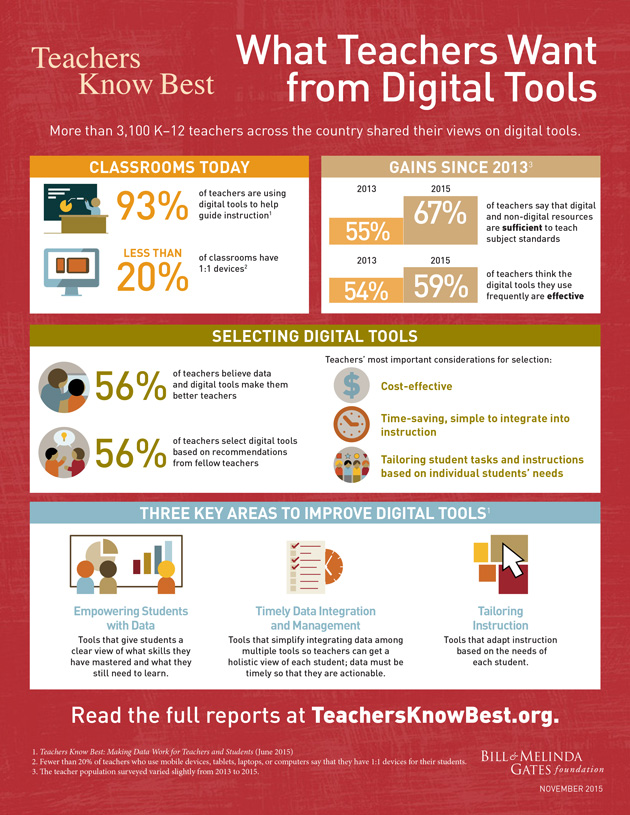 Teachers
Know Best
What Teachers Want
from Digital Tools
More than 3,100 K–12 teachers across the country shared their views on digital tools.
CLASSROOMS TODAY
93%
of teachers are using
digital tools to help
guide instruction¹
LESS THAN
20%
of classrooms have
1:1 devices²
GAINS SINCE 2013³
2013
2015
55%
67%
of teachers say that digital
and non-digital resources
are sufficient to teach
subject standards
2013
2015
54%
59%
of teachers think the
digital tools they use
frequently are effective
SELECTING DIGITAL TOOLS
56%
of teachers believe data
and digital tools make them
better teachers
56%
of teachers select digital tools
based on recommendations
from fellow teachers
Teachers' most important considerations for selection:
$
Cost-effective
Time-saving, simple to integrate into
instruction
Tailoring student tasks and instructions
based on individual students' needs
THREE KEY AREAS TO IMPROVE DIGITAL TOOLS¹
Empowering Students
with Data
Tools that give students a
clear view of what skills they
have mastered and what they
still need to learn.
Timely Data Integration
and Management
Tools that simplify integrating data among
multiple tools so teachers can get a
holistic view of each student; data must be
timely so that they are actionable.
Tailoring
Instruction
Tools that adapt instruction
based on the needs of
each student.
Read the full reports at TeachersKnowBest.org.
1. Teachers Know Best: Making Data Work for Teachers and Students (June 2015)
2. Fewer than 20% of teachers who use mobile devices, tablets, laptops, or computers say that they have 1:1 devices for their students.
3. The teacher population surveyed varied slightly from 2013 to 2015.
BILL & MELINDA
GATES foundation
NOVEMBER 2015